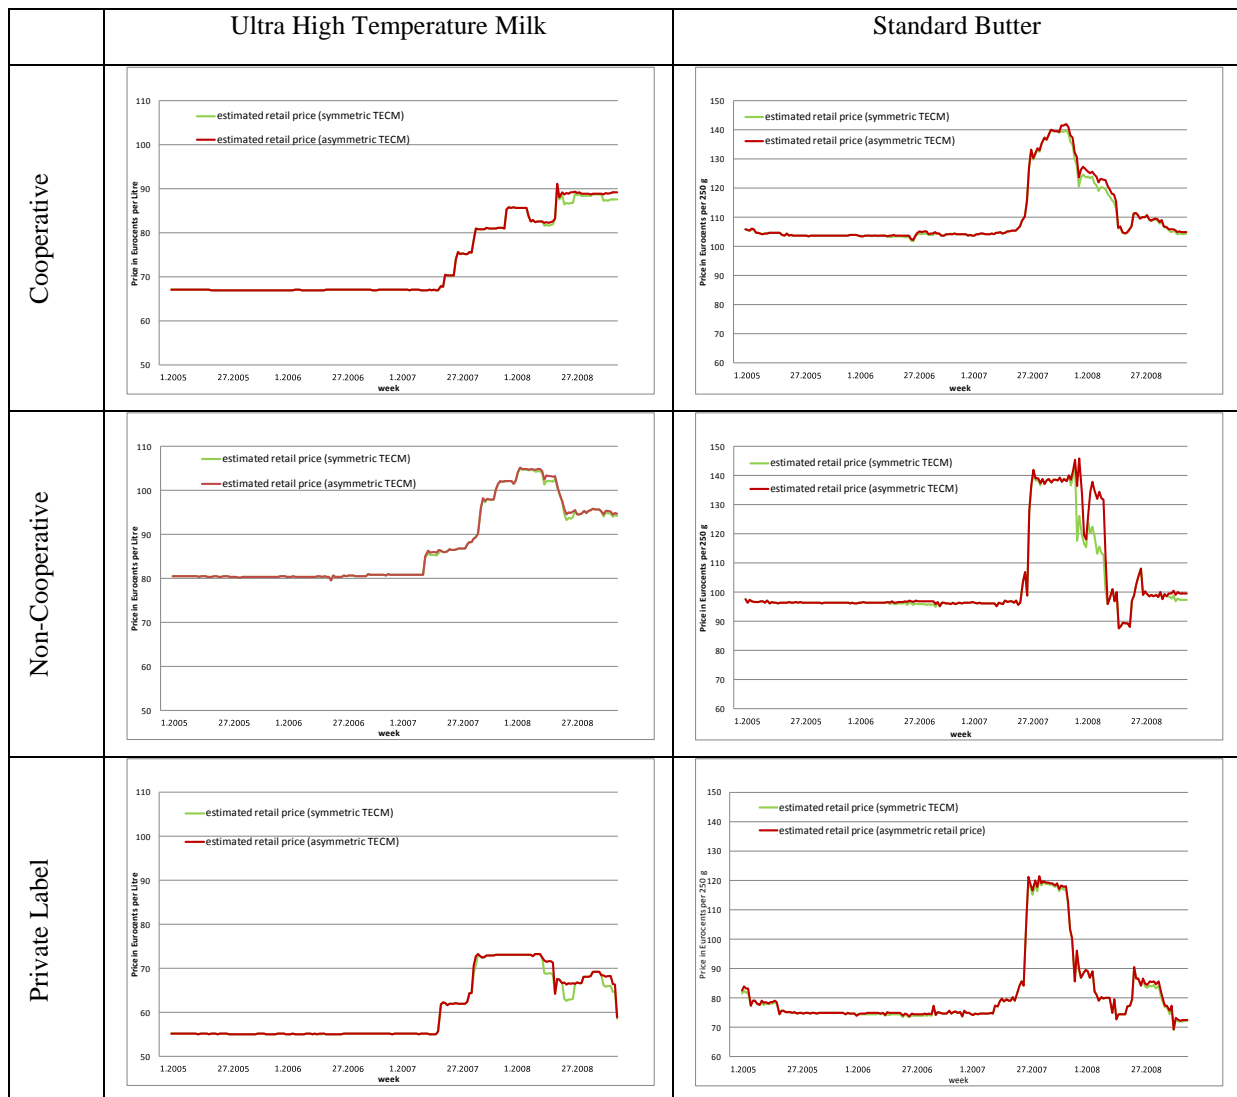 Ultra High Temperature Milk
Standard Butter
Cooperative
110
100
90
80
70
60
50
Price in Eurocents per Litre
estimated retail price (symmetric TECM)
estimated retail price (asymmetric TECM)
1.2005 27.2005 1.2006 27.2006 1.2007 27.2007 1.2008 27.2008
week
150
140
130
120
110
100
90
80
70
60
Price in Eurocents per 250 g
estimated retail price (symmetric TECM)
estimated retail price (asymmetric TECM)
1.2005 27.2005 1.2006 27.2006 1.2007 27.2007 1.2008 27.2008
week
Non-Cooperative
110
100
90
80
70
60
50
Price in Eurocents per Litre
estimated retail price (symmetric TECM)
estimated retail price (asymmetric TECM)
1.2005 27.2005 1.2006 27.2006 1.2007 27.2007 1.2008 27.2008
week
150
140
130
120
110
100
90
80
70
60
Price in Eurocents per 250 g
estimated retail price (symmetric TECM)
estimated retail price (asymmetric TECM)
1.2005 27.2005 1.2006 27.2006 1.2007 27.2007 1.2008 27.2008
week
Private Label
110
100
90
80
70
60
50
Price in Eurocents per Litre
estimated retail price (symmetric TECM)
estimated retail price (asymmetric TECM)
1.2005 27.2005 1.2006 27.2006 1.2007 27.2007 1.2008 27.2008
week
150
140
130
120
110
100
90
80
70
60
Price in Eurocents per 250 g
estimated retail price (symmetric TECM)
estimated retail price (asymmetric retail price)
1.2005 27.2005 1.2006 27.2006 1.2007 27.2007 1.2008 27.2008
week